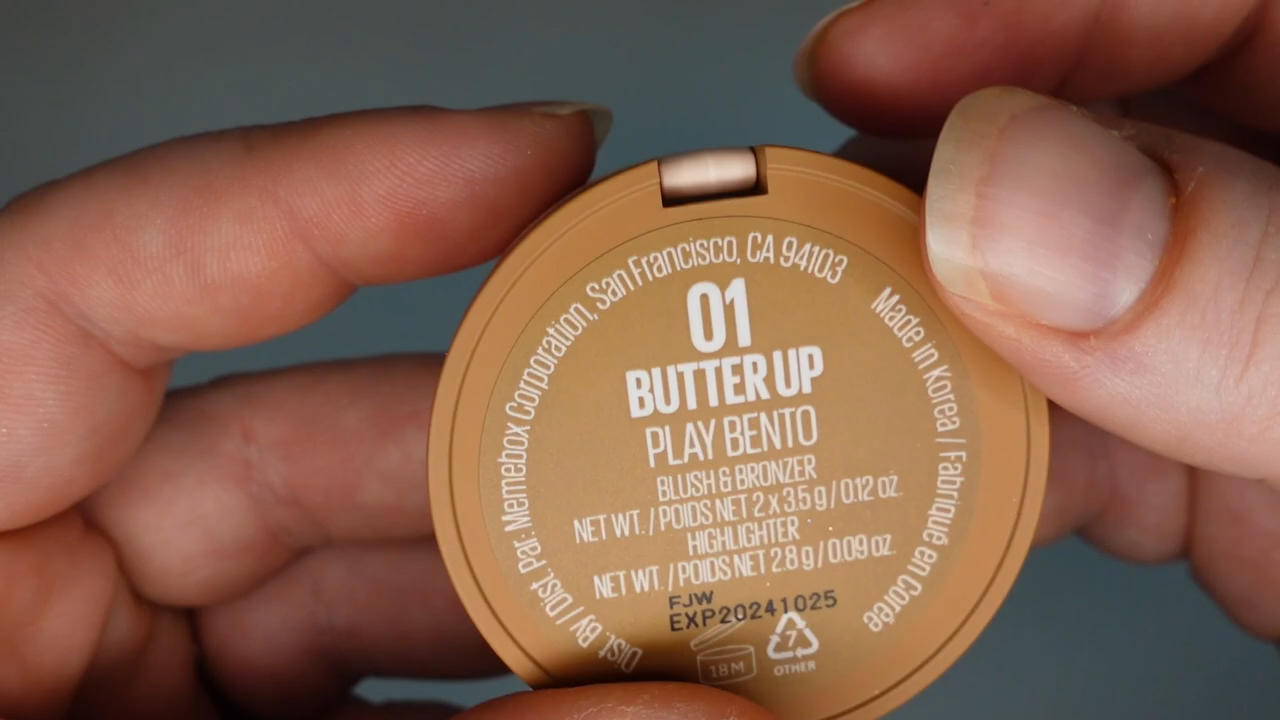 Dist. By / Dist. Par: Memebox Corporation, San Francisco, CA 94103
Made in Korea / Fabriqué en Corée
01
BUTTER UP
PLAY BENTO
BLUSH & BRONZER
NET WT. / POIDS NET 2 x 3.5 g / 0.12 oz.
HIGHLIGHTER
NET WT. / POIDS NET 2.8 g / 0.09 oz.
FJW
EXP20241025
18M
7
OTHER